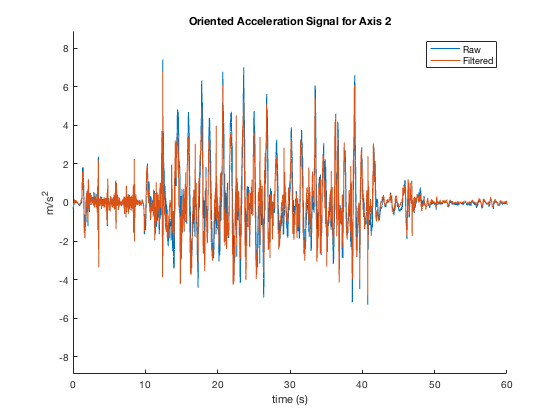 Oriented Acceleration Signal for Axis 2
Raw
Filtered
8
6
4
2
0
-2
-4
-6
-8
m/s²
0 10 20 30 40 50 60
time (s)